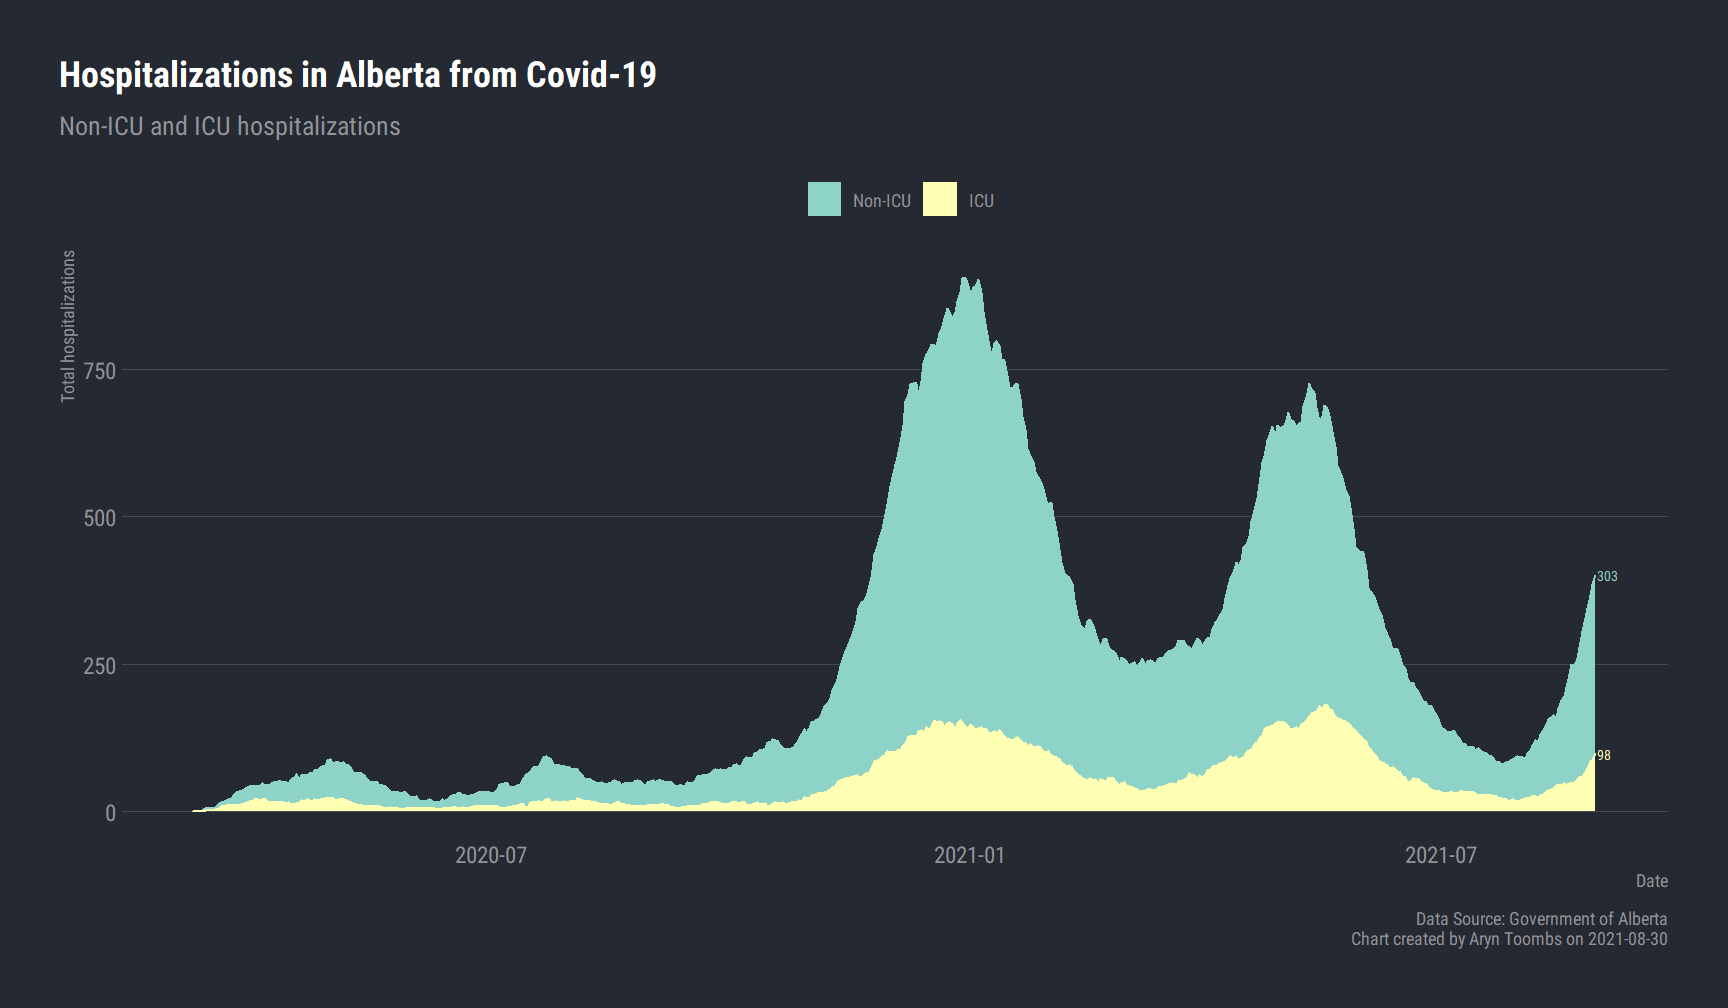 Hospitalizations in Alberta from Covid-19
Non-ICU and ICU hospitalizations
Non-ICU
ICU
Total hospitalizations
750
500
250
0
303
98
2020-07
2021-01
2021-07
Date
Data Source: Government of Alberta
Chart created by Aryn Toombs on 2021-08-30